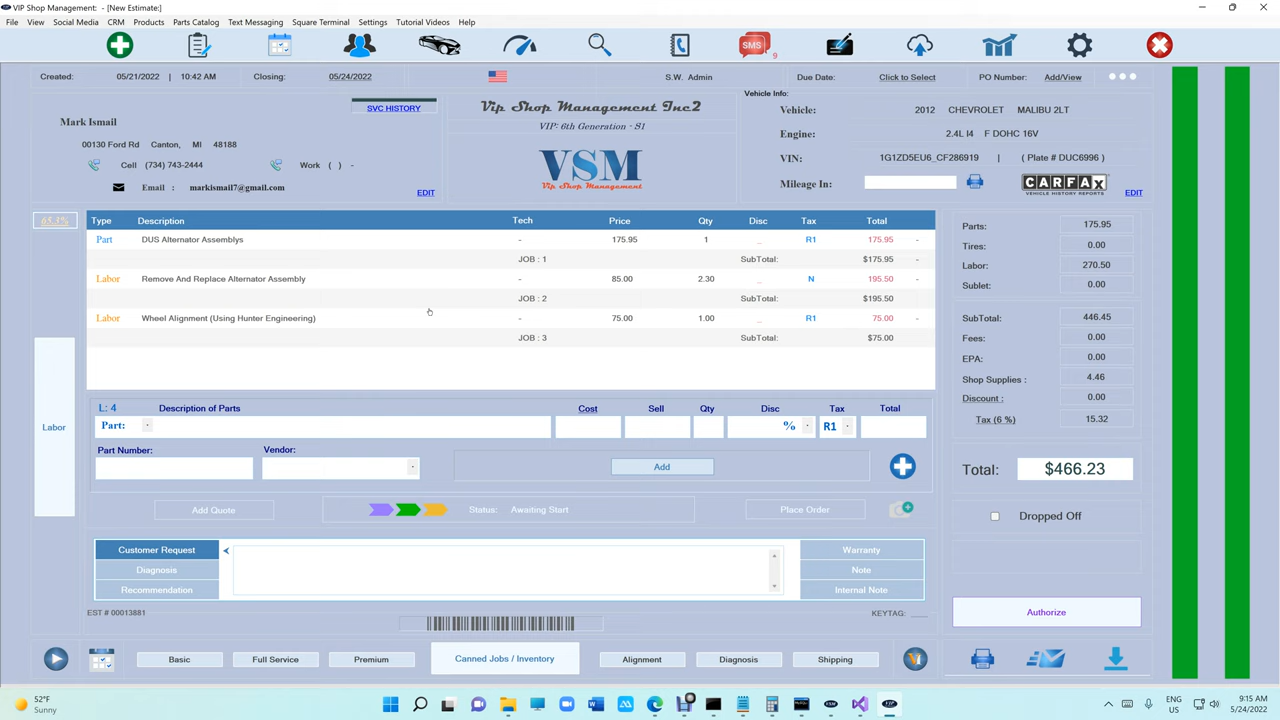 VIP Shop Management: - [New Estimate:]
File View Social Media CRM Products Parts Catalog Text Messaging Square Terminal Settings Tutorial Videos Help
SMS 9
Created: 05/21/2022 | 10:42 AM Closing: 05/24/2022 S.W. Admin Due Date: Click to Select PO Number: Add/View
Vehicle Info:
SVC HISTORY
Vip Shop Management Inc2
VIP: 6th Generation - S1
VSM
Vip Shop Management
Mark Ismail
00130 Ford Rd Canton, MI 48188
Cell (734) 743-2444 Work ( ) -
Email : markismail7@gmail.com
EDIT
Vehicle: 2012 CHEVROLET MALIBU 2LT
Engine: 2.4L I4 F DOHC 16V
VIN: 1G1ZD5EU6_CF286919 | ( Plate # DUC6996 )
Mileage In: CARFAX
VEHICLE HISTORY REPORTS
EDIT
65.3%
Type Description Tech Price Qty Disc Tax Total
Part DUS Alternator Assemblys - 175.95 1 _ R1 175.95 -
JOB : 1 SubTotal: $175.95 -
Labor Remove And Replace Alternator Assembly - 85.00 2.30 _ N 195.50 -
JOB : 2 SubTotal: $195.50 -
Labor Wheel Alignment (Using Hunter Engineering) - 75.00 1.00 _ R1 75.00 -
JOB : 3 SubTotal: $75.00 -
Parts: 175.95
Tires: 0.00
Labor: 270.50
Sublet: 0.00
SubTotal: 446.45
Fees: 0.00
EPA: 0.00
Shop Supplies : 4.46
Discount : 0.00
Tax (6 %) 15.32
Total: $466.23
Dropped Off
Authorize
Labor
L: 4 Description of Parts Cost Sell Qty Disc Tax Total
Part: % R1
Part Number: Vendor:
Add
Add Quote Status: Awaiting Start Place Order
Customer Request
Diagnosis
Recommendation
Warranty
Note
Internal Note
EST # 00013881 KEYTAG: ____
Basic Full Service Premium Canned Jobs / Inventory Alignment Diagnosis Shipping
52°F
Sunny
ENG
US
9:15 AM
5/24/2022